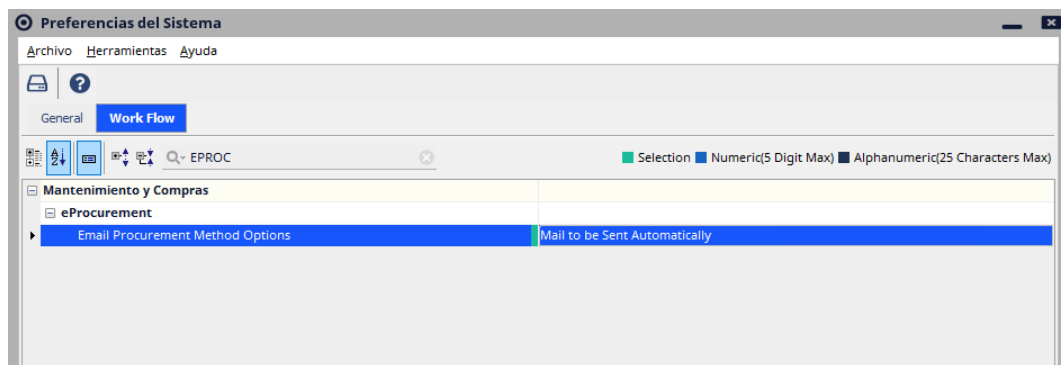 Preferencias del Sistema
Archivo Herramientas Ayuda
General Work Flow
EPROC Selection Numeric(5 Digit Max) Alphanumeric(25 Characters Max)
Mantenimiento y Compras
eProcurement
Email Procurement Method Options Mail to be Sent Automatically